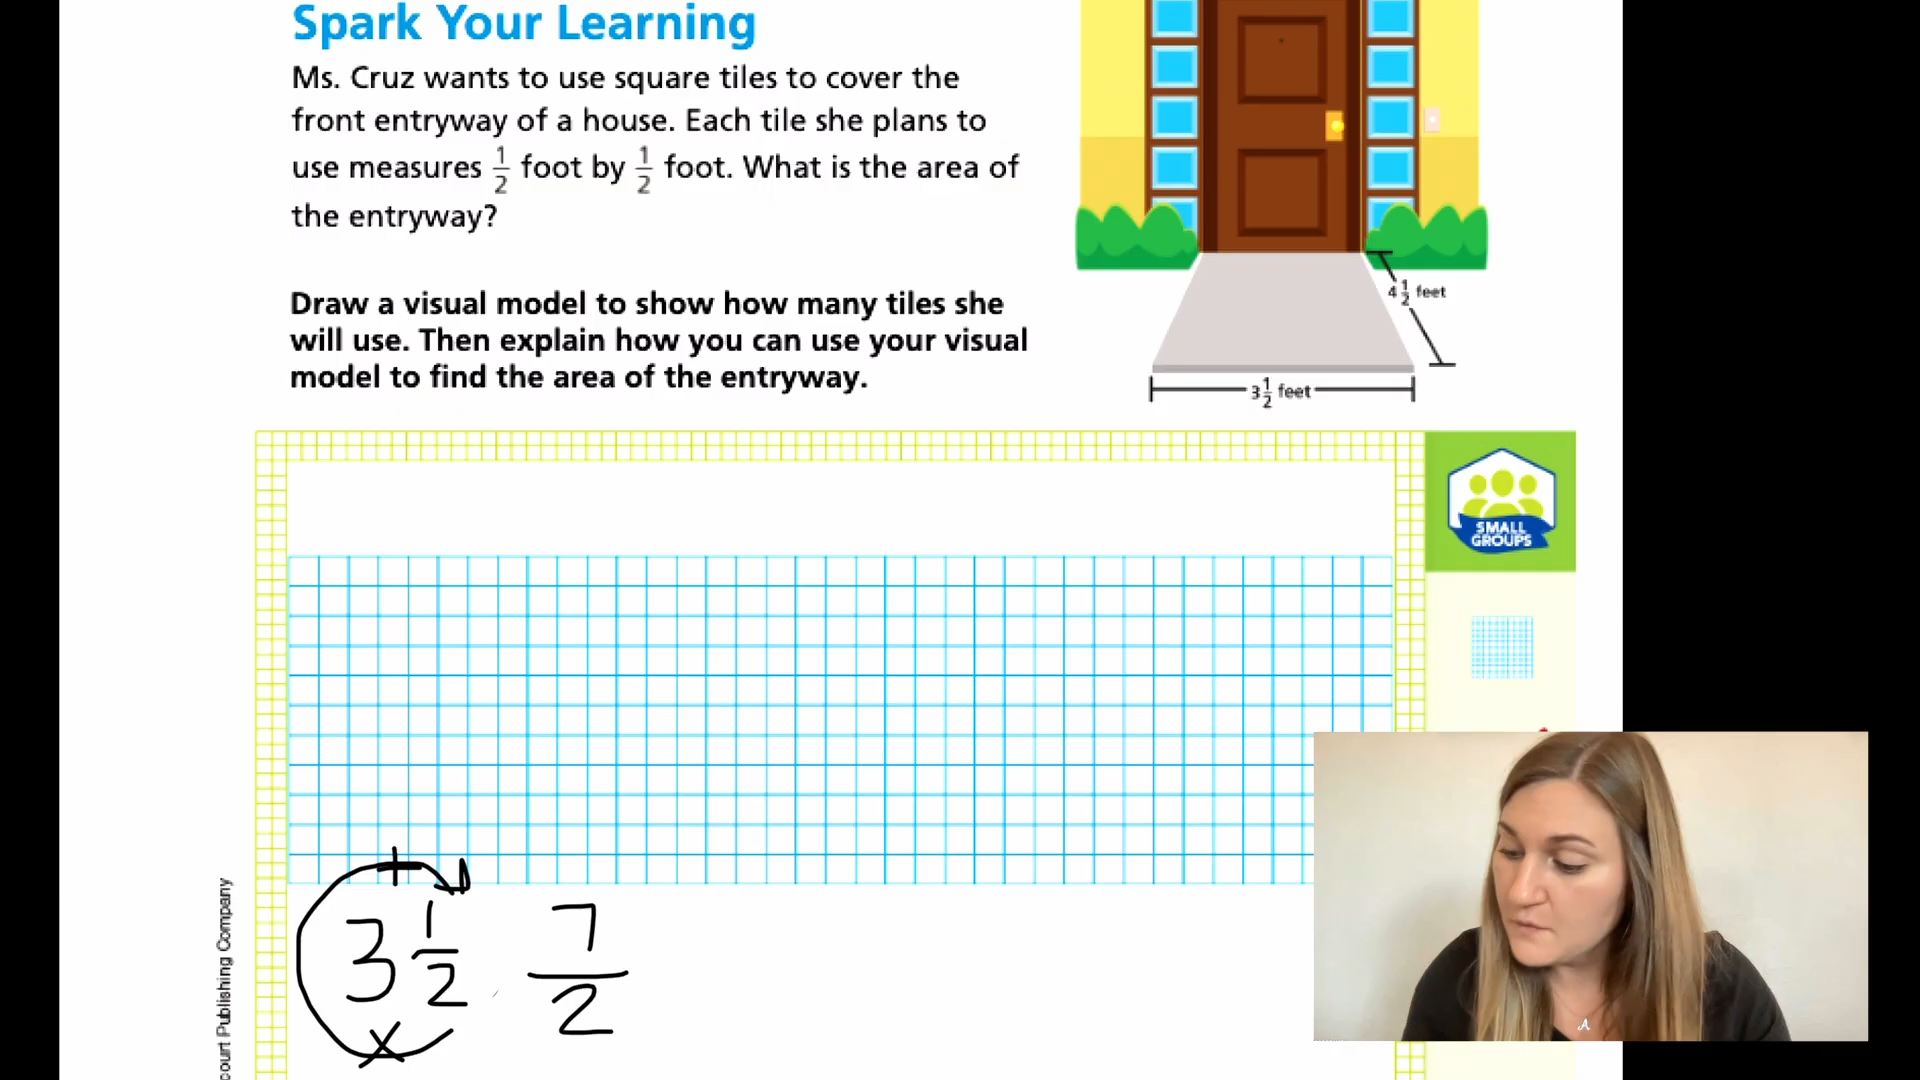 Spark Your Learning
Ms. Cruz wants to use square tiles to cover the
front entryway of a house. Each tile she plans to
use measures 1/2 foot by 1/2 foot. What is the area of
the entryway?
Draw a visual model to show how many tiles she
will use. Then explain how you can use your visual
model to find the area of the entryway.
4 1/2 feet
3 1/2 feet
SMALL
GROUPS
+
3 1/2 7/2
×
court Publishing Company
A